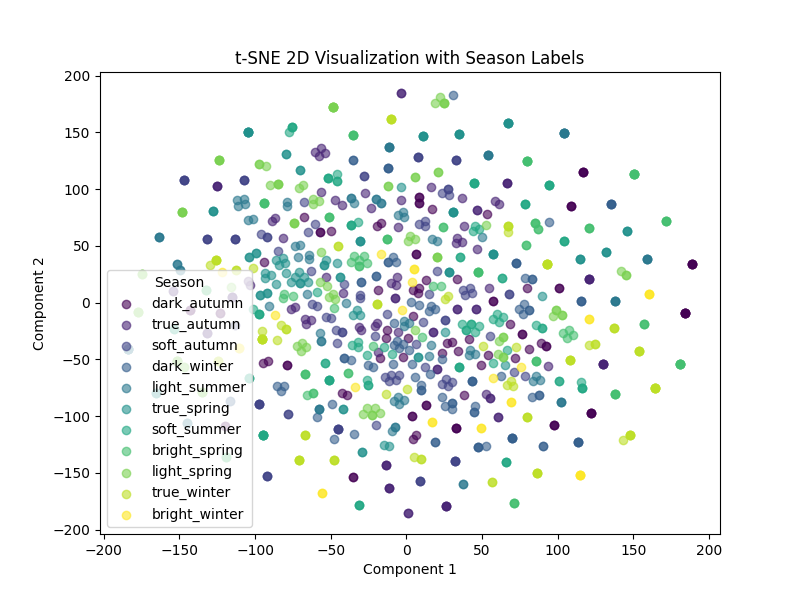 t-SNE 2D Visualization with Season Labels
Component 2
200
150
100
50
0
−50
−100
−150
−200
Season
dark_autumn
true_autumn
soft_autumn
dark_winter
light_summer
true_spring
soft_summer
bright_spring
light_spring
true_winter
bright_winter
−200 −150 −100 −50 0 50 100 150 200
Component 1